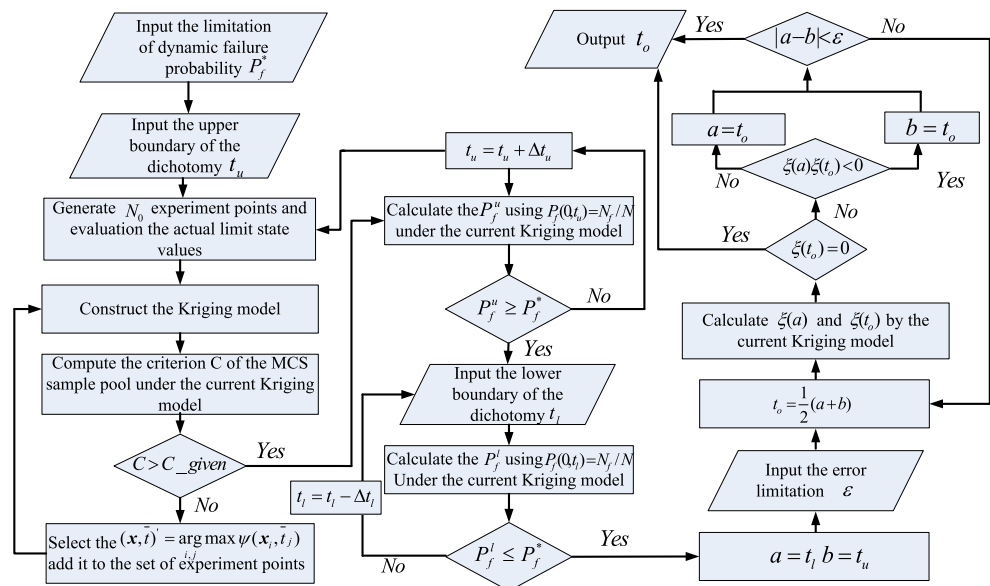 Input the limitation
of dynamic failure
probability P_f^*
Input the upper
boundary of the
dichotomy t_u
Generate N_0 experiment points and
evaluation the actual limit state
values
Construct the Kriging model
Compute the criterion C of the MCS
sample pool under the current Kriging
model
C > C_given
Yes
No
Select the (x, t̄)' = arg max ψ(x_i, t̄_j)
i,j
add it to the set of experiment points
t_u = t_u + Δt_u
Calculate the P_f^u using P_f(0,t_u)=N_f/N
under the current Kriging model
P_f^u ≥ P_f^*
No
Yes
Input the lower
boundary of the
dichotomy t_l
Calculate the P_f^l using P_f(0,t_l)=N_f/N
Under the current Kriging model
t_l = t_l − Δt_l
P_f^l ≤ P_f^*
No
Yes
a = t_l b = t_u
Input the error
limitation ε
t_o = 1/2 (a+b)
Calculate ξ(a) and ξ(t_o) by the
current Kriging model
ξ(t_o) = 0
Yes
No
ξ(a)ξ(t_o)<0
No
Yes
a = t_o
b = t_o
|a−b|<ε
Yes
No
Output t_o